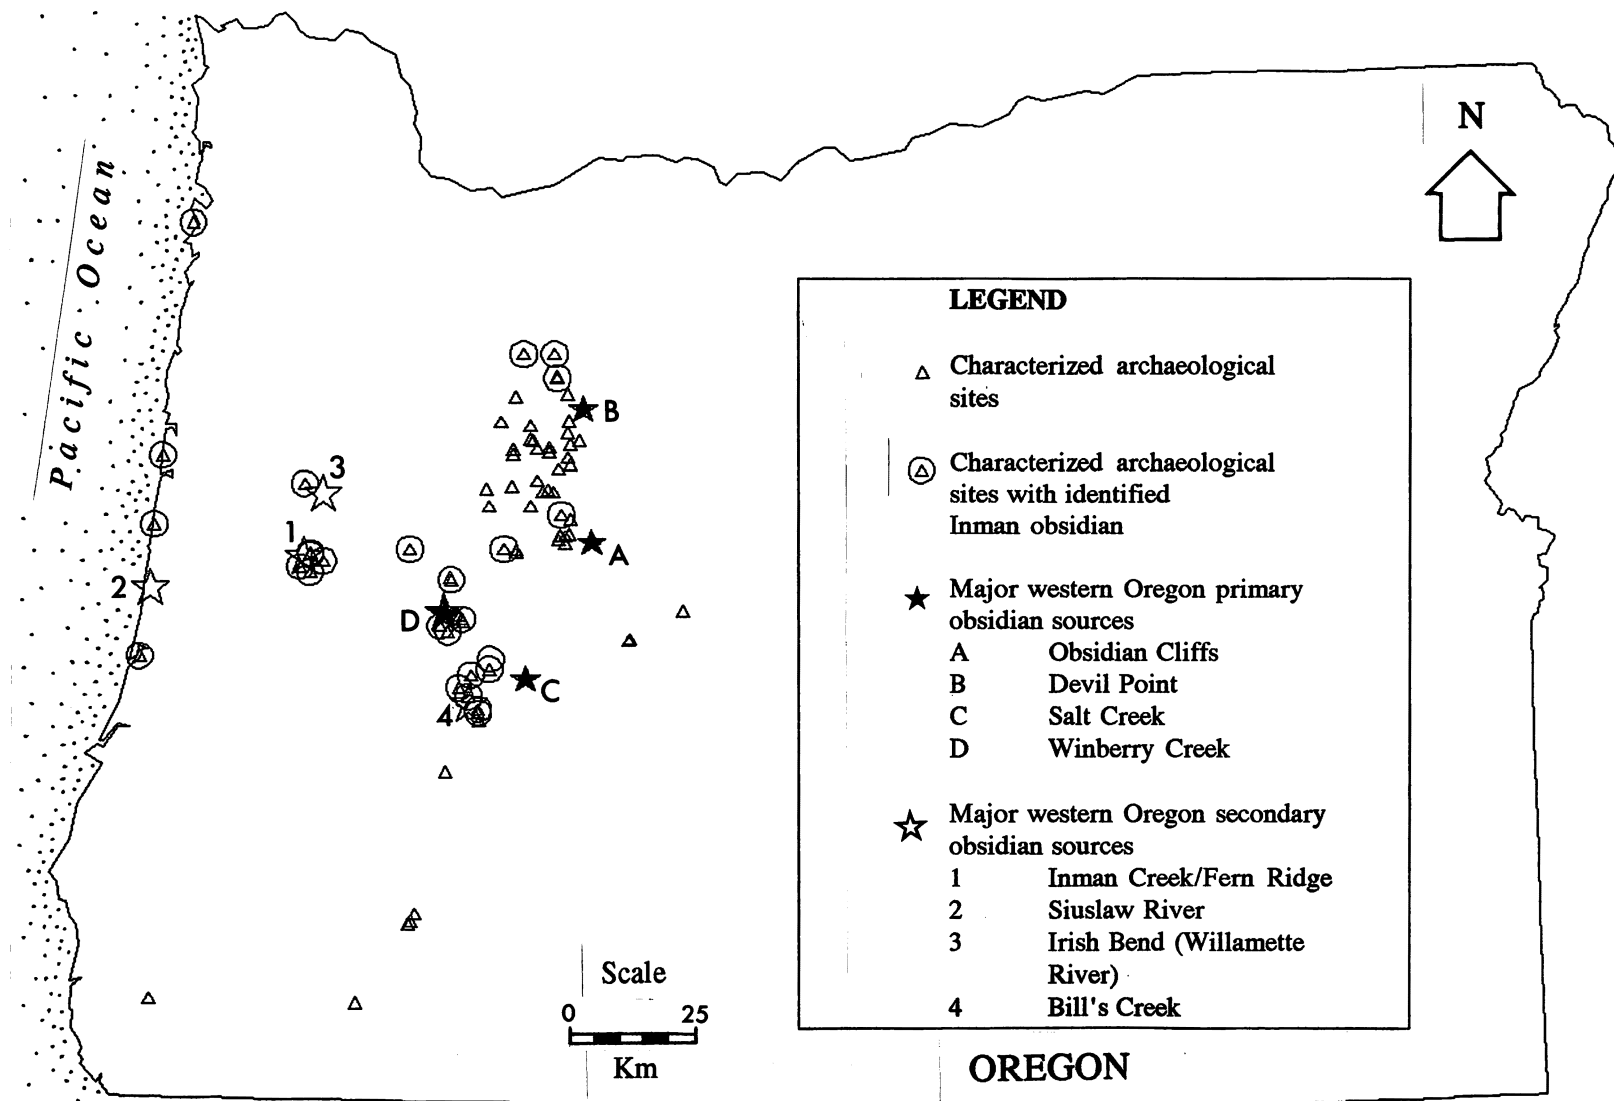 N
Pacific Ocean
B
3
1
A
2
D
C
4
LEGEND
Characterized archaeological
sites
Characterized archaeological
sites with identified
Inman obsidian
Major western Oregon primary
obsidian sources
A Obsidian Cliffs
B Devil Point
C Salt Creek
D Winberry Creek
Major western Oregon secondary
obsidian sources
1 Inman Creek/Fern Ridge
2 Siuslaw River
3 Irish Bend (Willamette
River)
4 Bill's Creek
Scale
0 25
Km
OREGON